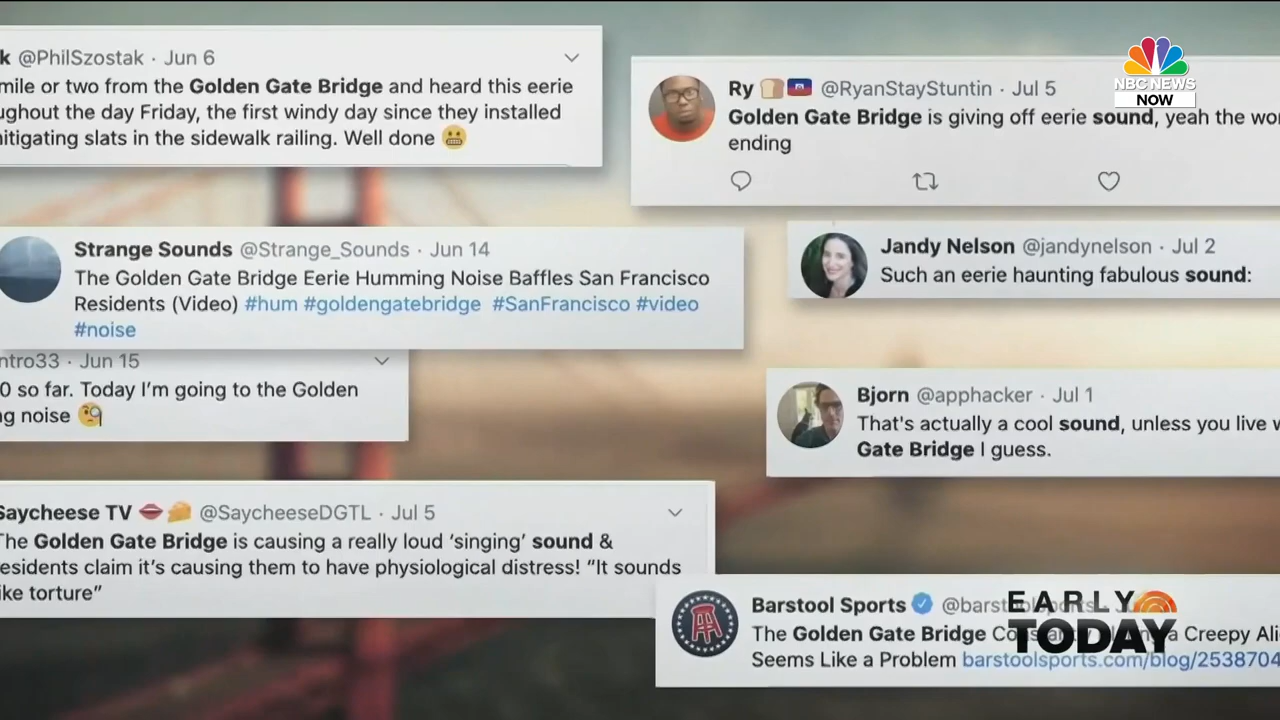 k @PhilSzostak · Jun 6
mile or two from the Golden Gate Bridge and heard this eerie
ughout the day Friday, the first windy day since they installed
nitigating slats in the sidewalk railing. Well done 😬
NBC NEWS
NOW
Ry 🍞🇭🇹 @RyanStayStuntin · Jul 5
Golden Gate Bridge is giving off eerie sound, yeah the wor
ending
Strange Sounds @Strange_Sounds · Jun 14
The Golden Gate Bridge Eerie Humming Noise Baffles San Francisco
Residents (Video) #hum #goldengatebridge #SanFrancisco #video
#noise
Jandy Nelson @jandynelson · Jul 2
Such an eerie haunting fabulous sound:
ntro33 · Jun 15
0 so far. Today I’m going to the Golden
ng noise 🧐
Bjorn @apphacker · Jul 1
That's actually a cool sound, unless you live w
Gate Bridge I guess.
Saycheese TV 👄🧀 @SaycheeseDGTL · Jul 5
The Golden Gate Bridge is causing a really loud ‘singing’ sound &
residents claim it’s causing them to have physiological distress! “It sounds
like torture”
Barstool Sports @barstoolsports ·
The Golden Gate Bridge a Creepy Ali
Seems Like a Problem barstoolsports.com/blog/2538704
EARLY
TODAY